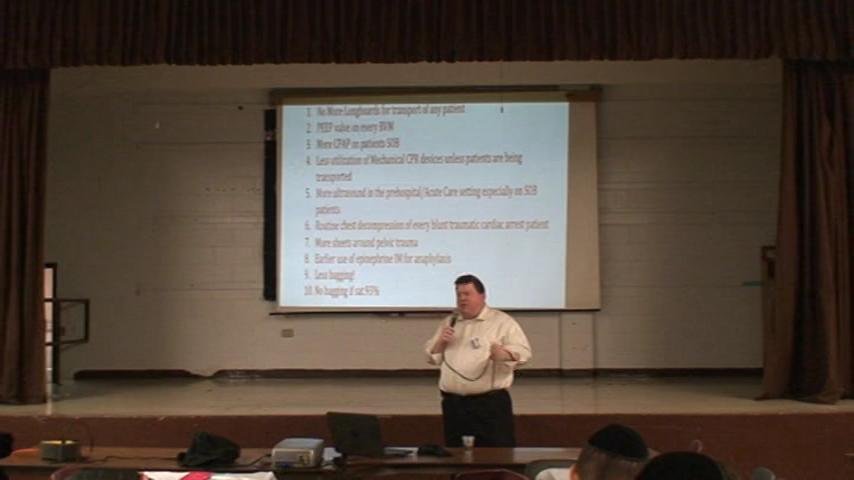 1. No More Longboards for transport of any patient
2. PEEP valve on every BVM
3. More CPAP on patients SOB
4. Less utilization of Mechanical CPR devices unless patients are being
transported
5. More ultrasound in the prehospital/Acute Care setting especially on SOB
patients
6. Routine chest decompression of every blunt traumatic cardiac arrest patient
7. More sheets around pelvic trauma
8. Earlier use of epinephrine IM for anaphylaxis
9. Less bagging!
10. No bagging if sat 93%